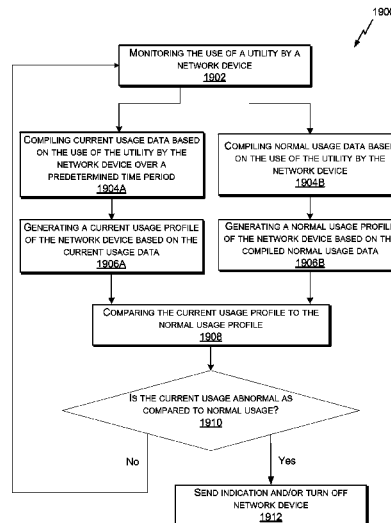 1900
MONITORING THE USE OF A UTILITY BY A
NETWORK DEVICE
1902
COMPILING CURRENT USAGE DATA BASED
ON THE USE OF THE UTILITY BY THE
NETWORK DEVICE OVER A
PREDETERMINED TIME PERIOD
1904A
COMPILING NORMAL USAGE DATA BASED
ON THE USE OF THE UTILITY BY THE
NETWORK DEVICE
1904B
GENERATING A CURRENT USAGE PROFILE
OF THE NETWORK DEVICE BASED ON THE
CURRENT USAGE DATA
1906A
GENERATING A NORMAL USAGE PROFILE
OF THE NETWORK DEVICE BASED ON THE
COMPILED NORMAL USAGE DATA
1906B
COMPARING THE CURRENT USAGE PROFILE TO THE
NORMAL USAGE PROFILE
1908
IS THE CURRENT USAGE ABNORMAL AS
COMPARED TO NORMAL USAGE?
1910
No
Yes
SEND INDICATION AND/OR TURN OFF
NETWORK DEVICE
1912